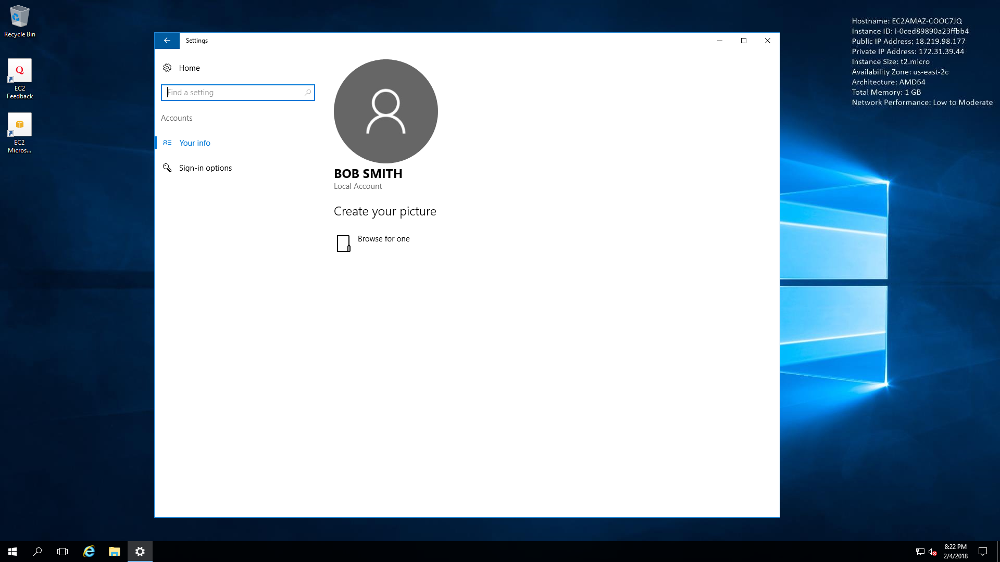 Recycle Bin
EC2
Feedback
EC2
Micros...
Settings
Home
Find a setting
Accounts
Your info
Sign-in options
BOB SMITH
Local Account
Create your picture
Browse for one
Hostname: EC2AMAZ-COOC7JQ
Instance ID: i-0ced89890a23ffbb4
Public IP Address: 18.219.98.177
Private IP Address: 172.31.39.44
Instance Size: t2.micro
Availability Zone: us-east-2c
Architecture: AMD64
Total Memory: 1 GB
Network Performance: Low to Moderate
8:22 PM
2/4/2018